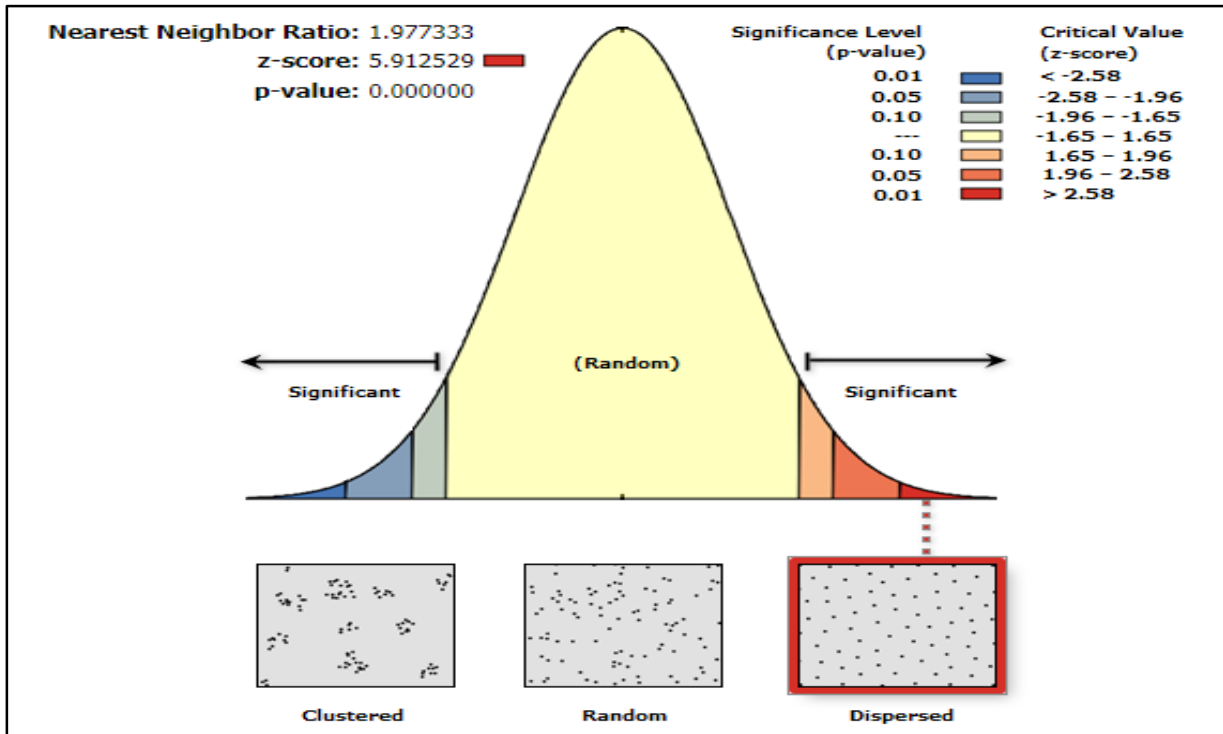 Nearest Neighbor Ratio: 1.977333
z-score: 5.912529
p-value: 0.000000
Significance Level
(p-value)
Critical Value
(z-score)
0.01 < -2.58
0.05 -2.58 – -1.96
0.10 -1.96 – -1.65
--- -1.65 – 1.65
0.10 1.65 – 1.96
0.05 1.96 – 2.58
0.01 > 2.58
(Random)
Significant
Significant
Clustered
Random
Dispersed